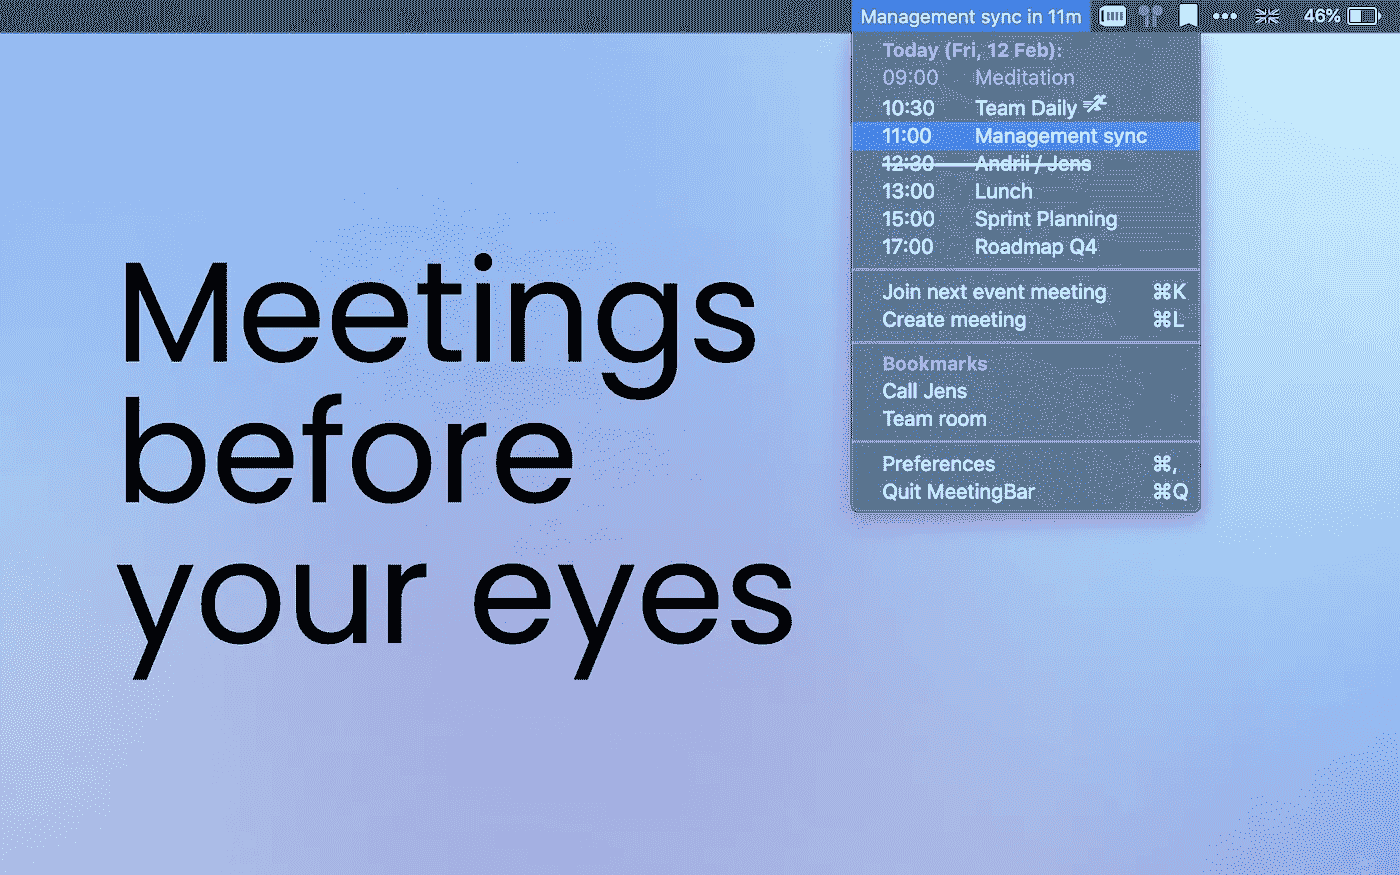 Management sync in 11m
46%
Today (Fri, 12 Feb):
09:00 Meditation
10:30 Team Daily
11:00 Management sync
12:30 Andrii / Jens
13:00 Lunch
15:00 Sprint Planning
17:00 Roadmap Q4
Join next event meeting ⌘K
Create meeting ⌘L
Bookmarks
Call Jens
Team room
Preferences ⌘,
Quit MeetingBar ⌘Q
Meetings
before
your eyes